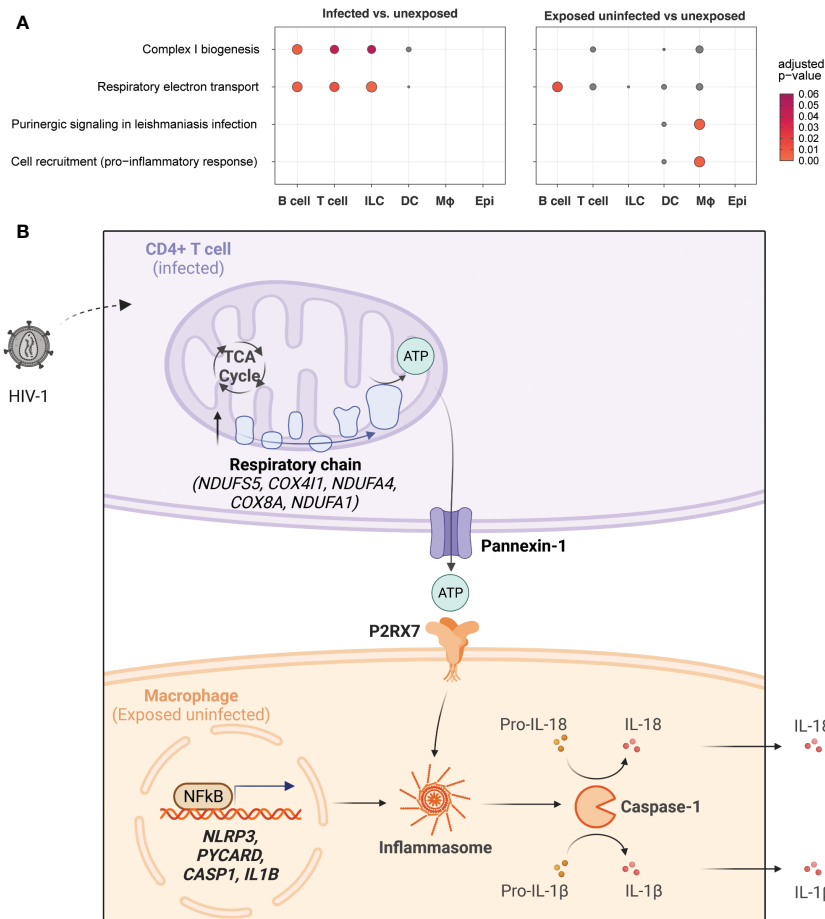 A
Infected vs. unexposed
Exposed uninfected vs unexposed
Complex I biogenesis
Respiratory electron transport
Purinergic signaling in leishmaniasis infection
Cell recruitment (pro-inflammatory response)
B cell T cell ILC DC Mϕ Epi
B cell T cell ILC DC Mϕ Epi
adjusted
p-value
0.06
0.05
0.04
0.03
0.02
0.01
0.00
B
CD4+ T cell
(infected)
HIV-1
TCA
Cycle
ATP
Respiratory chain
(NDUFS5, COX4I1, NDUFA4,
COX8A, NDUFA1)
Pannexin-1
ATP
P2RX7
Macrophage
(Exposed uninfected)
NFkB
NLRP3,
PYCARD,
CASP1, IL1B
Inflammasome
Pro-IL-18 IL-18 IL-18
Caspase-1
Pro-IL-1β IL-1β IL-1β